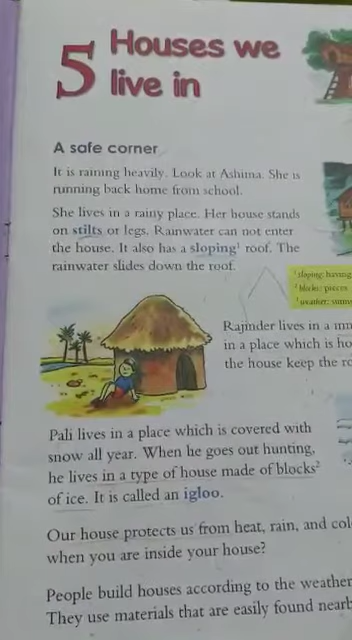 5 Houses we
live in
A safe corner
It is raining heavily. Look at Ashima. She is
running back home from school.
She lives in a rainy place. Her house stands
on stilts or legs. Rainwater can not enter
the house. It also has a sloping¹ roof. The
rainwater slides down the roof.
¹ sloping: having
² blocks: pieces
³ weather:
Rajinder lives in a
in a place which is
the house keep the
Pali lives in a place which is covered with
snow all year. When he goes out hunting,
he lives in a type of house made of blocks²
of ice. It is called an igloo.
Our house protects us from heat, rain, and
when you are inside your house?
People build houses according to the weather
They use materials that are easily found